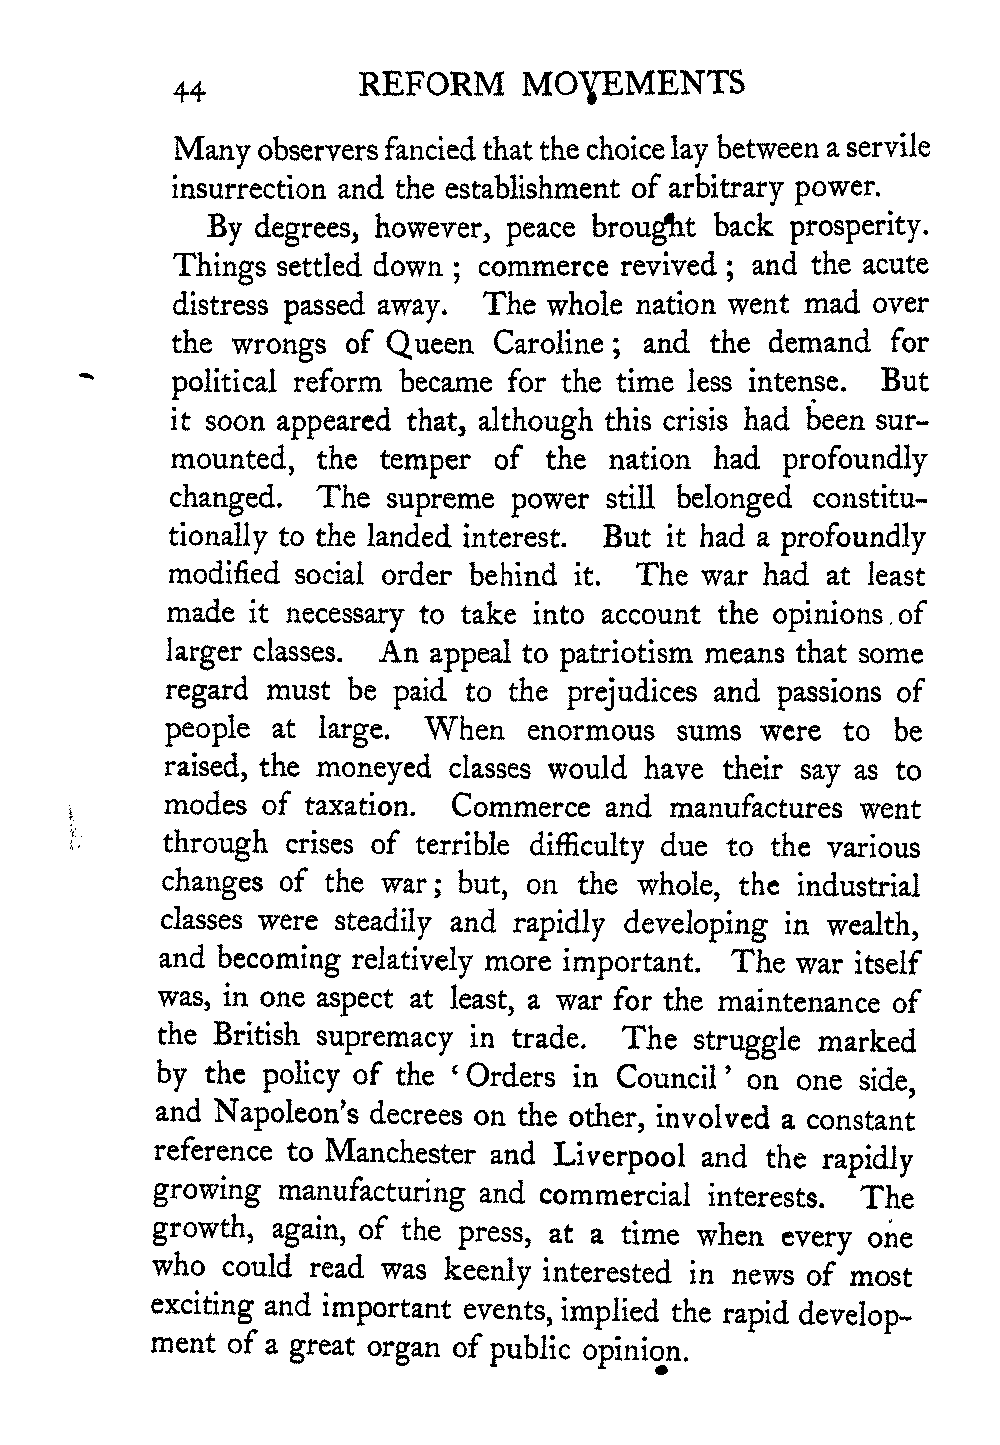 44 REFORM MOVEMENTS
Many observers fancied that the choice lay between a servile
insurrection and the establishment of arbitrary power.
By degrees, however, peace brought back prosperity.
Things settled down ; commerce revived ; and the acute
distress passed away. The whole nation went mad over
the wrongs of Queen Caroline ; and the demand for
political reform became for the time less intense. But
it soon appeared that, although this crisis had been sur-
mounted, the temper of the nation had profoundly
changed. The supreme power still belonged constitu-
tionally to the landed interest. But it had a profoundly
modified social order behind it. The war had at least
made it necessary to take into account the opinions of
larger classes. An appeal to patriotism means that some
regard must be paid to the prejudices and passions of
people at large. When enormous sums were to be
raised, the moneyed classes would have their say as to
modes of taxation. Commerce and manufactures went
through crises of terrible difficulty due to the various
changes of the war ; but, on the whole, the industrial
classes were steadily and rapidly developing in wealth,
and becoming relatively more important. The war itself
was, in one aspect at least, a war for the maintenance of
the British supremacy in trade. The struggle marked
by the policy of the ‘ Orders in Council ’ on one side,
and Napoleon's decrees on the other, involved a constant
reference to Manchester and Liverpool and the rapidly
growing manufacturing and commercial interests. The
growth, again, of the press, at a time when every one
who could read was keenly interested in news of most
exciting and important events, implied the rapid develop-
ment of a great organ of public opinion.